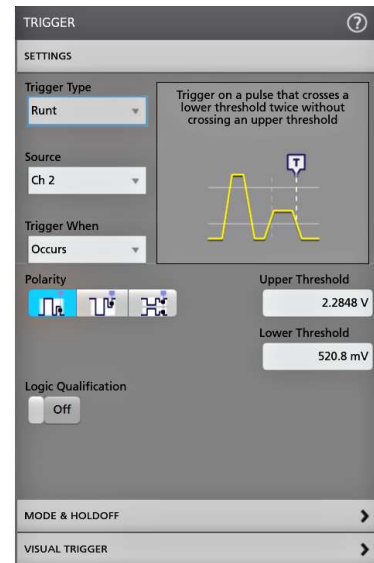 TRIGGER
?
SETTINGS
Trigger Type
Runt
Trigger on a pulse that crosses a
lower threshold twice without
crossing an upper threshold
T
Source
Ch 2
Trigger When
Occurs
Polarity
Upper Threshold
2.2848 V
Lower Threshold
520.8 mV
Logic Qualification
Off
MODE & HOLDOFF
VISUAL TRIGGER